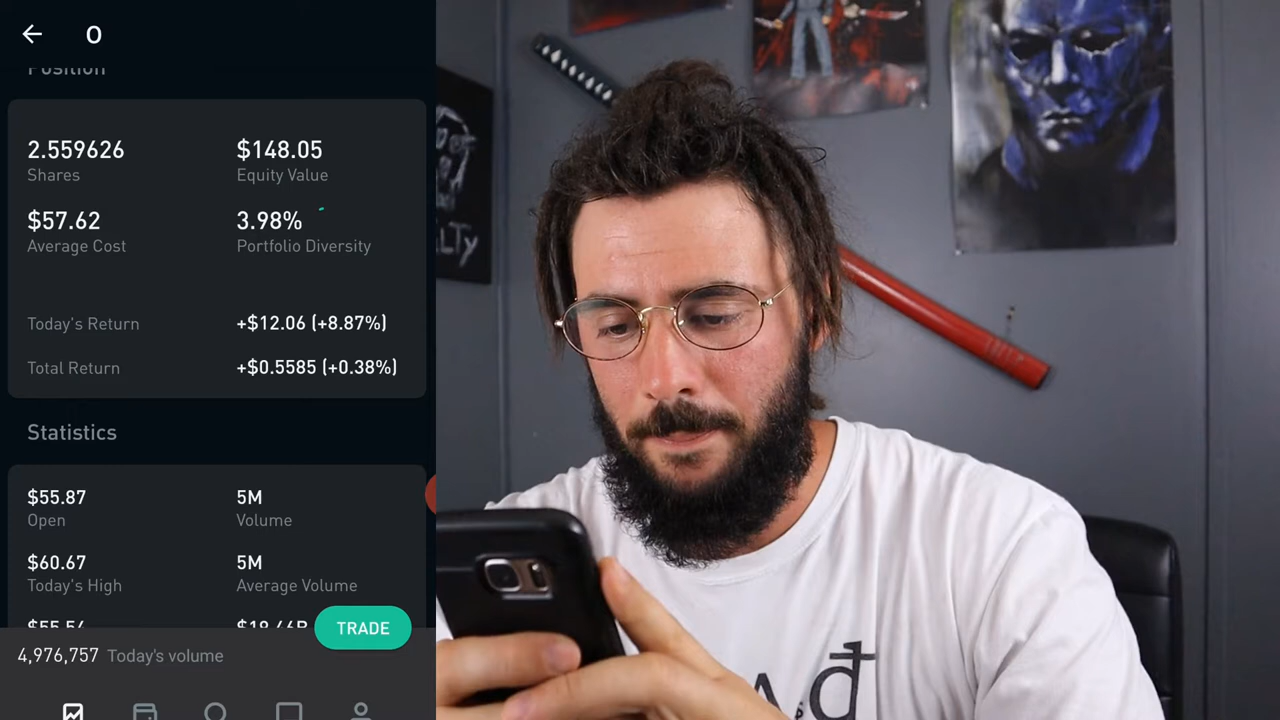 O
Position
2.559626 $148.05
Shares Equity Value
$57.62 3.98%
Average Cost Portfolio Diversity
Today's Return +$12.06 (+8.87%)
Total Return +$0.5585 (+0.38%)
Statistics
$55.87 5M
Open Volume
$60.67 5M
Today's High Average Volume
TRADE
4,976,757 Today's volume